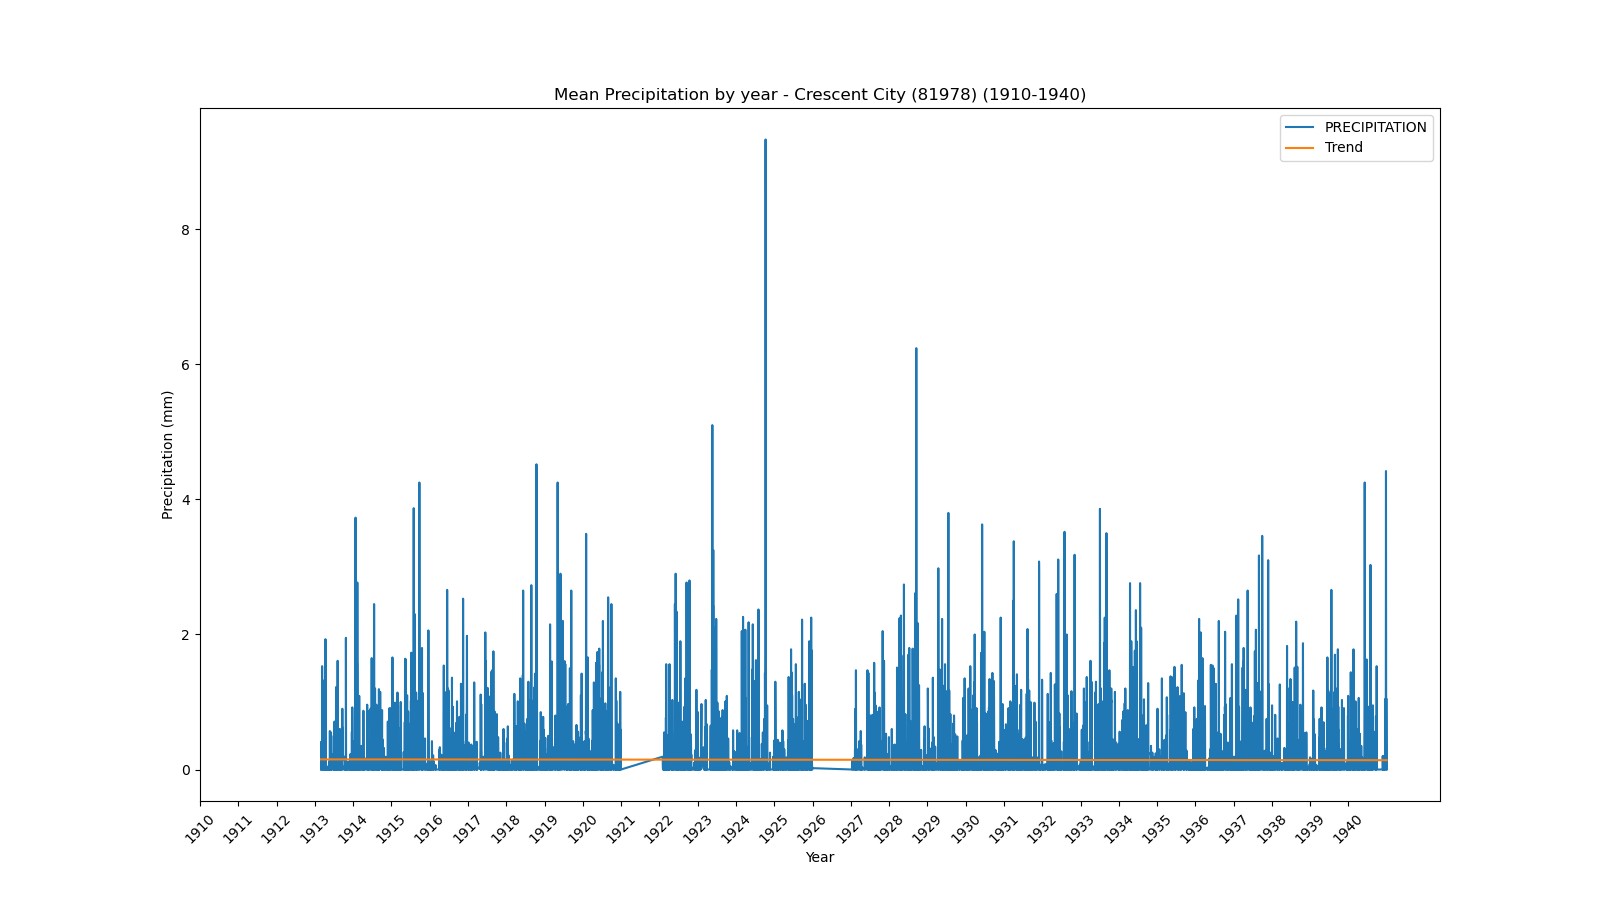 Mean Precipitation by year - Crescent City (81978) (1910-1940)
PRECIPITATION
Trend
8
6
4
2
0
Precipitation (mm)
1910 1911 1912 1913 1914 1915 1916 1917 1918 1919 1920 1921 1922 1923 1924 1925 1926 1927 1928 1929 1930 1931 1932 1933 1934 1935 1936 1937 1938 1939 1940
Year